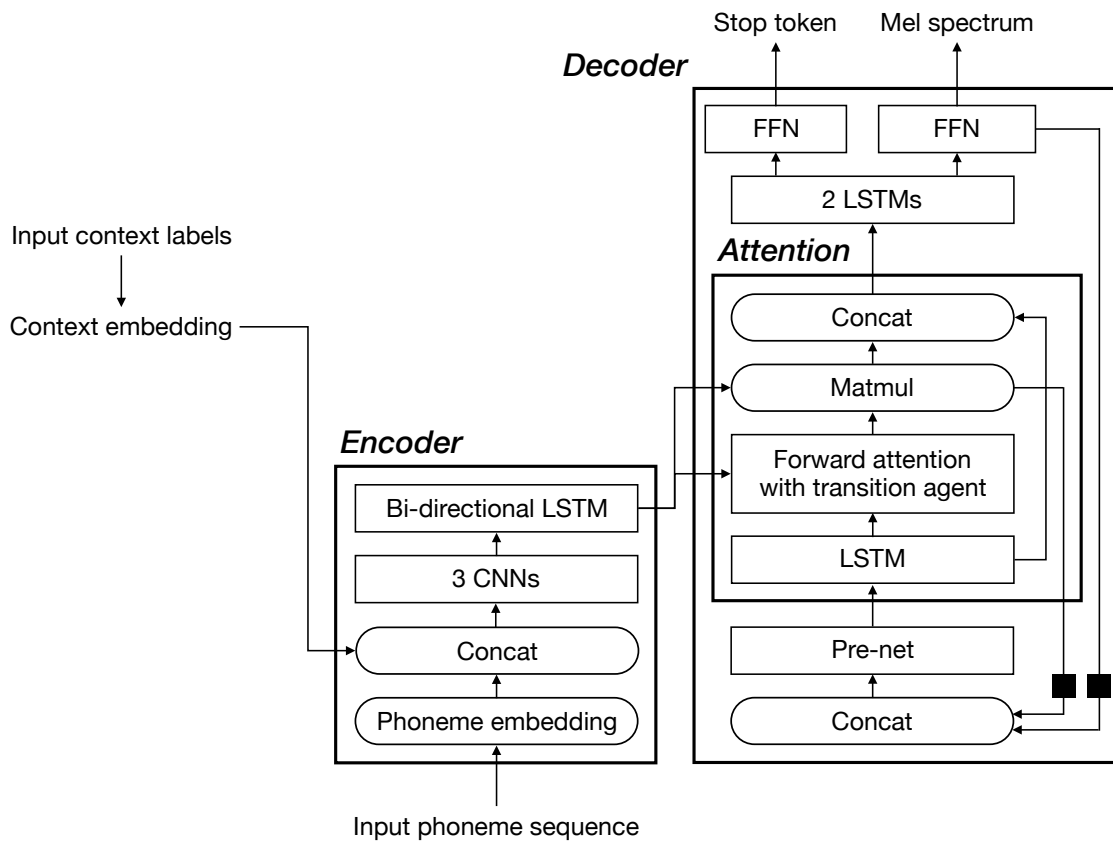 Stop token
Mel spectrum
Decoder
FFN
FFN
2 LSTMs
Input context labels
Attention
Context embedding
Concat
Matmul
Encoder
Forward attention
with transition agent
Bi-directional LSTM
LSTM
3 CNNs
Concat
Pre-net
Phoneme embedding
Concat
Input phoneme sequence